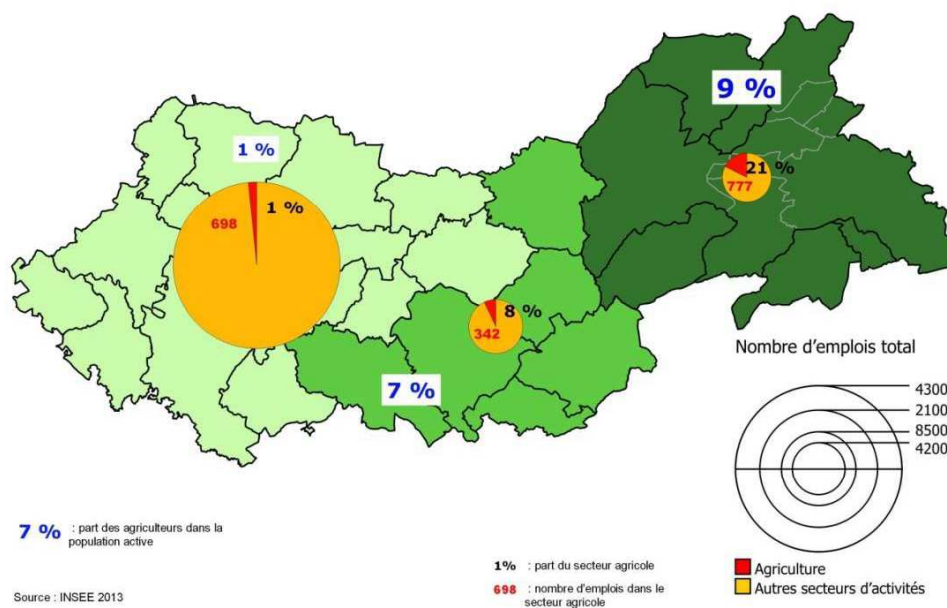 9 %
1 %
21 %
777
1 %
698
8 %
342
7 %
Nombre d'emplois total
4300
2100
8500
4200
7 % : part des agriculteurs dans la
population active
1% : part du secteur agricole
698 : nombre d'emplois dans le
secteur agricole
Agriculture
Autres secteurs d'activités
Source : INSEE 2013